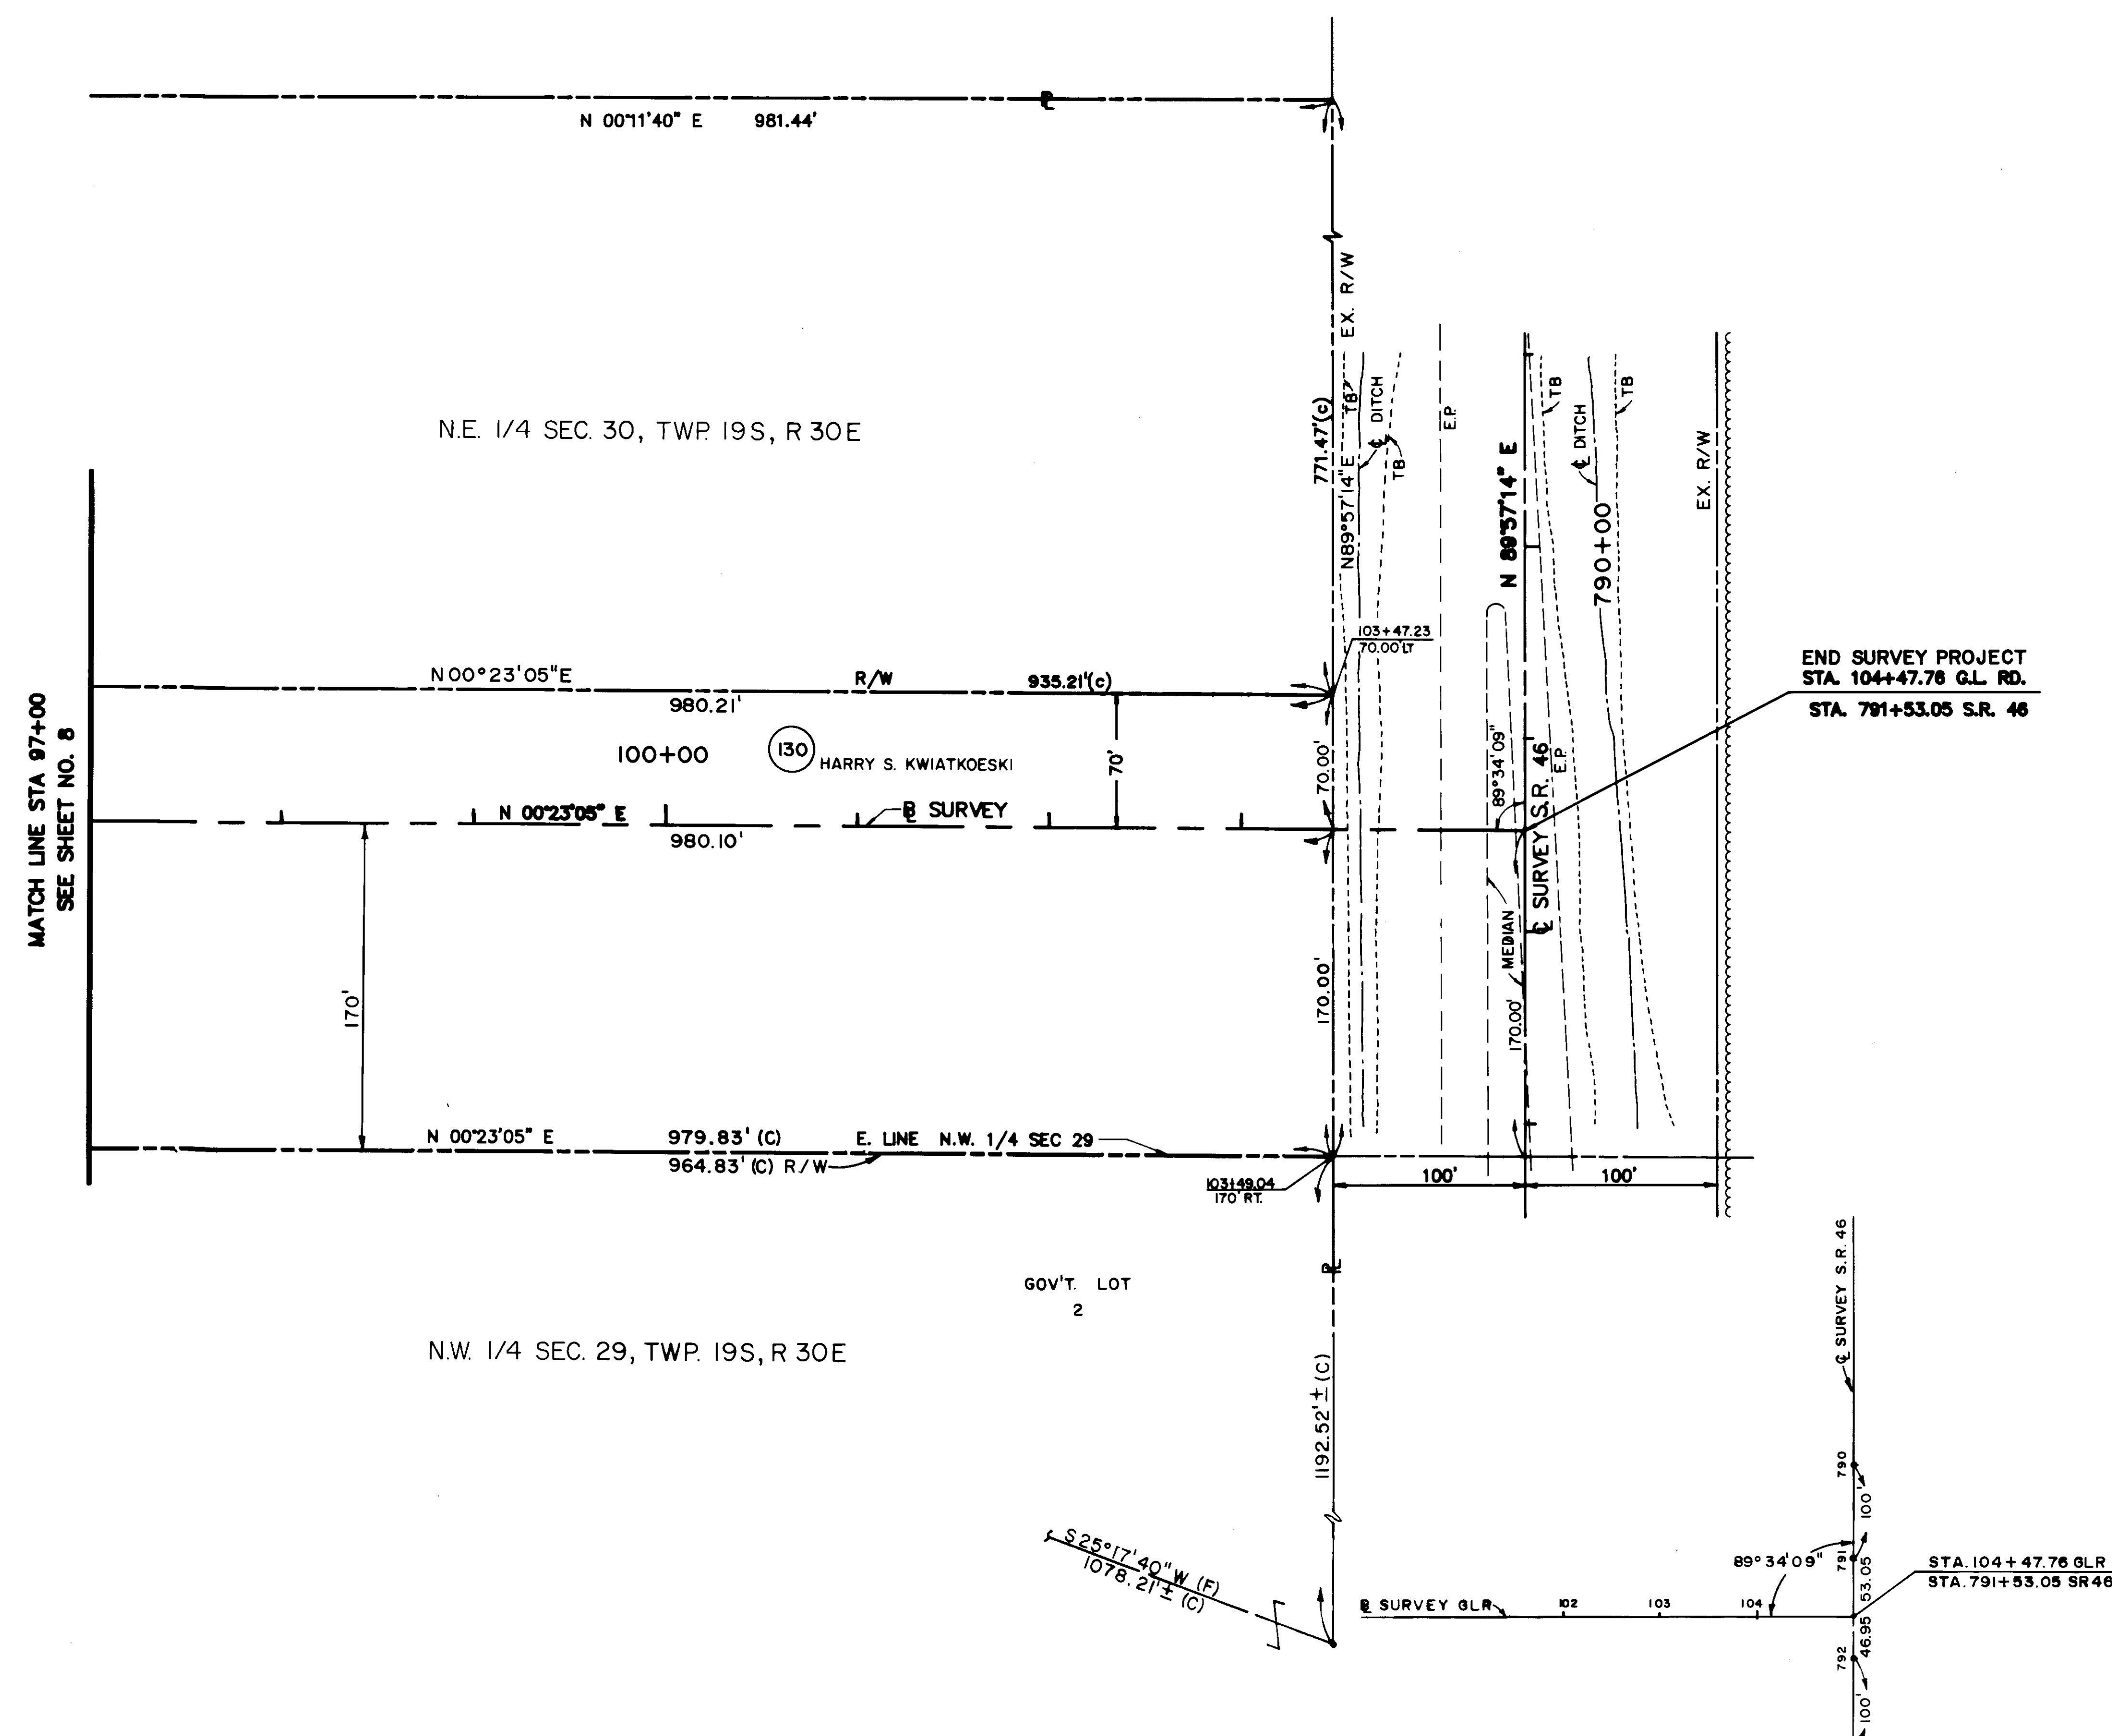 N 00°11'40" E 981.44'
N.E. 1/4 SEC. 30, TWP. 19S, R 30E
MATCH LINE STA 97+00
SEE SHEET NO. 8
N 00°23'05" E
R/W
935.21'(c)
980.21'
100+00
130
HARRY S. KWIATKOESKI
70'
N 00°23'05" E
B SURVEY
980.10'
170'
N 00°23'05" E
979.83' (C)
E. LINE N.W. 1/4 SEC 29
964.83' (C) R/W
103+49.04
170' RT.
EX. R/W
771.47'(c)
N89°57'14"E
TB
℄ DITCH
TB
E.P.
N 89°57'14" E
TB
℄ DITCH
TB
790+00
EX. R/W
103+47.23
70.00' LT
70.00'
89°34'09"
E.P.
℄ SURVEY S.R. 46
MEDIAN
170.00'
170.00'
END SURVEY PROJECT
STA. 104+47.76 G.L. RD.
STA. 791+53.05 S.R. 46
100'
100'
GOV'T. LOT
2
N.W. 1/4 SEC. 29, TWP. 19S, R 30E
1192.52'±(C)
S25°17'40"W (F)
1078.21'± (C)
℄ SURVEY S.R. 46
790
100'
791
89°34'09"
53.05
STA. 104+47.76 GLR
STA. 791+53.05 SR46
B SURVEY GLR
102
103
104
46.95
792
100'